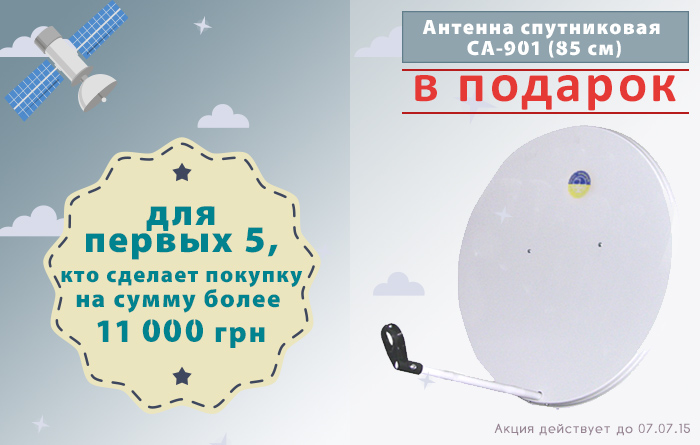 для
первых 5,
кто сделает покупку
на сумму более
11 000 грн
Антенна спутниковая
СА-901 (85 см)
в подарок
Акция действует до 07.07.15